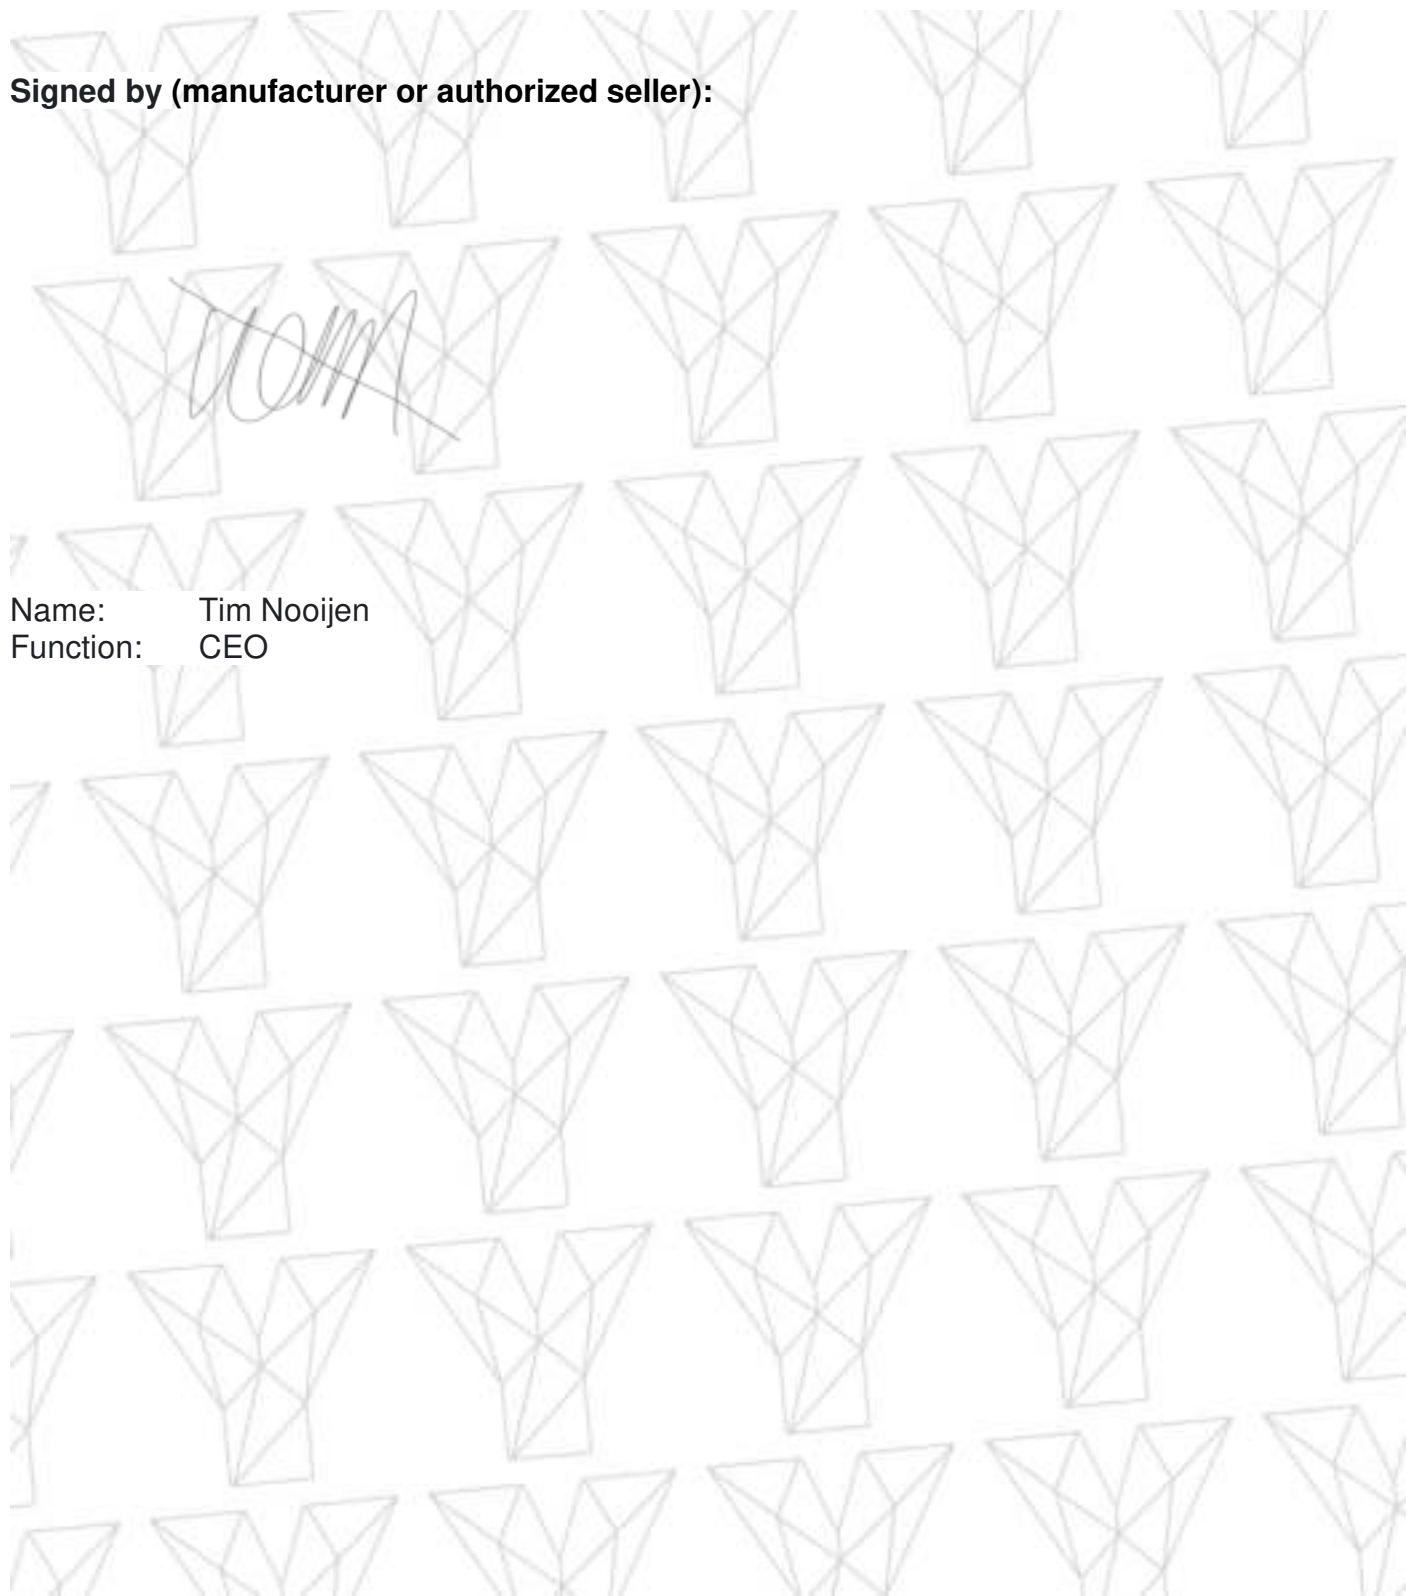 Signed by (manufacturer or authorized seller):
Name: Tim Nooijen
Function: CEO